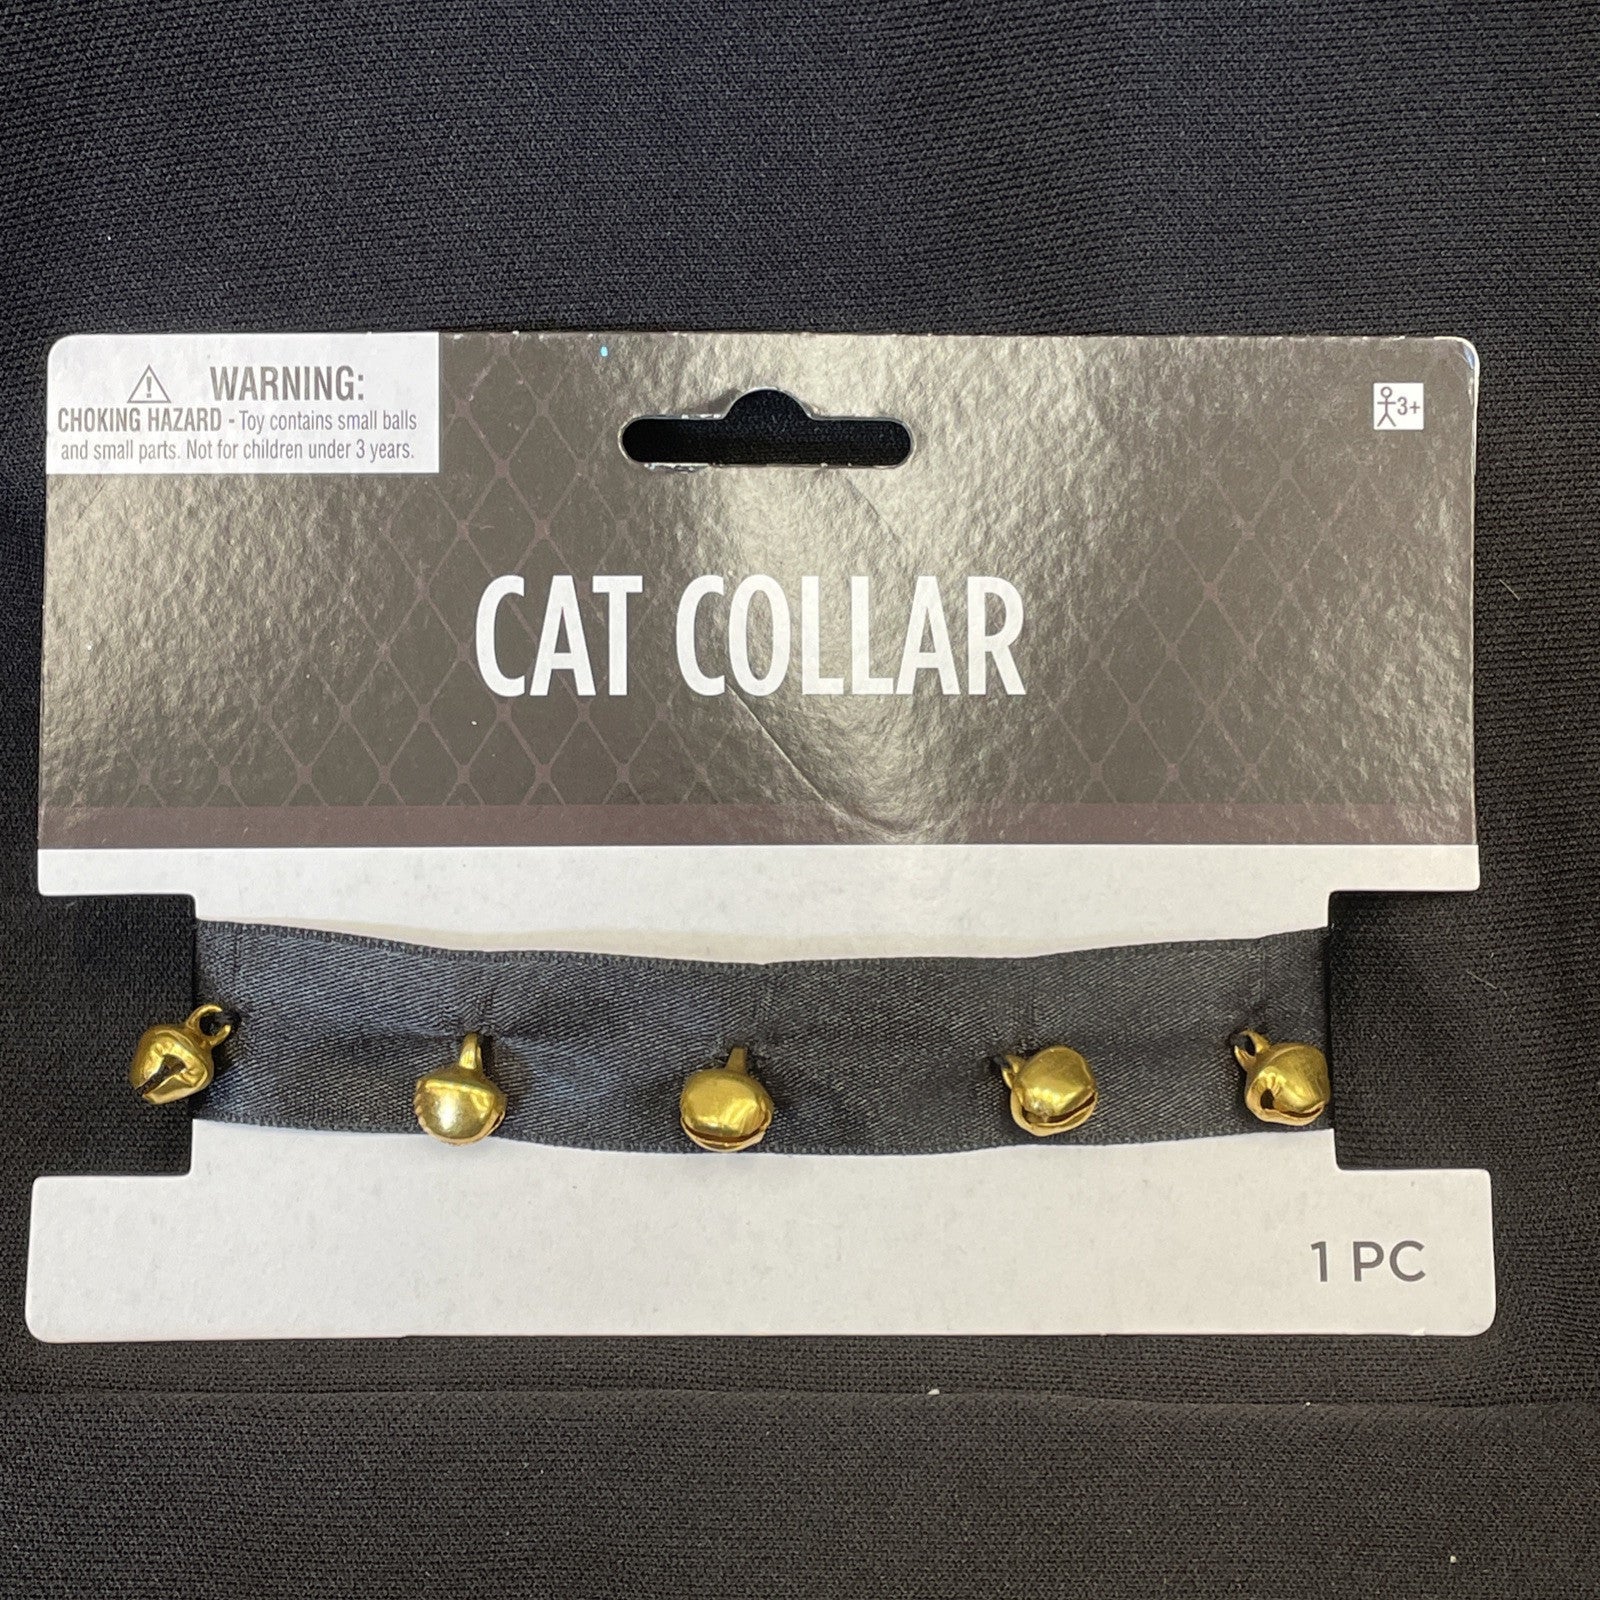 WARNING:
CHOKING HAZARD - Toy contains small balls
and small parts. Not for children under 3 years.
3+
CAT COLLAR
1 PC